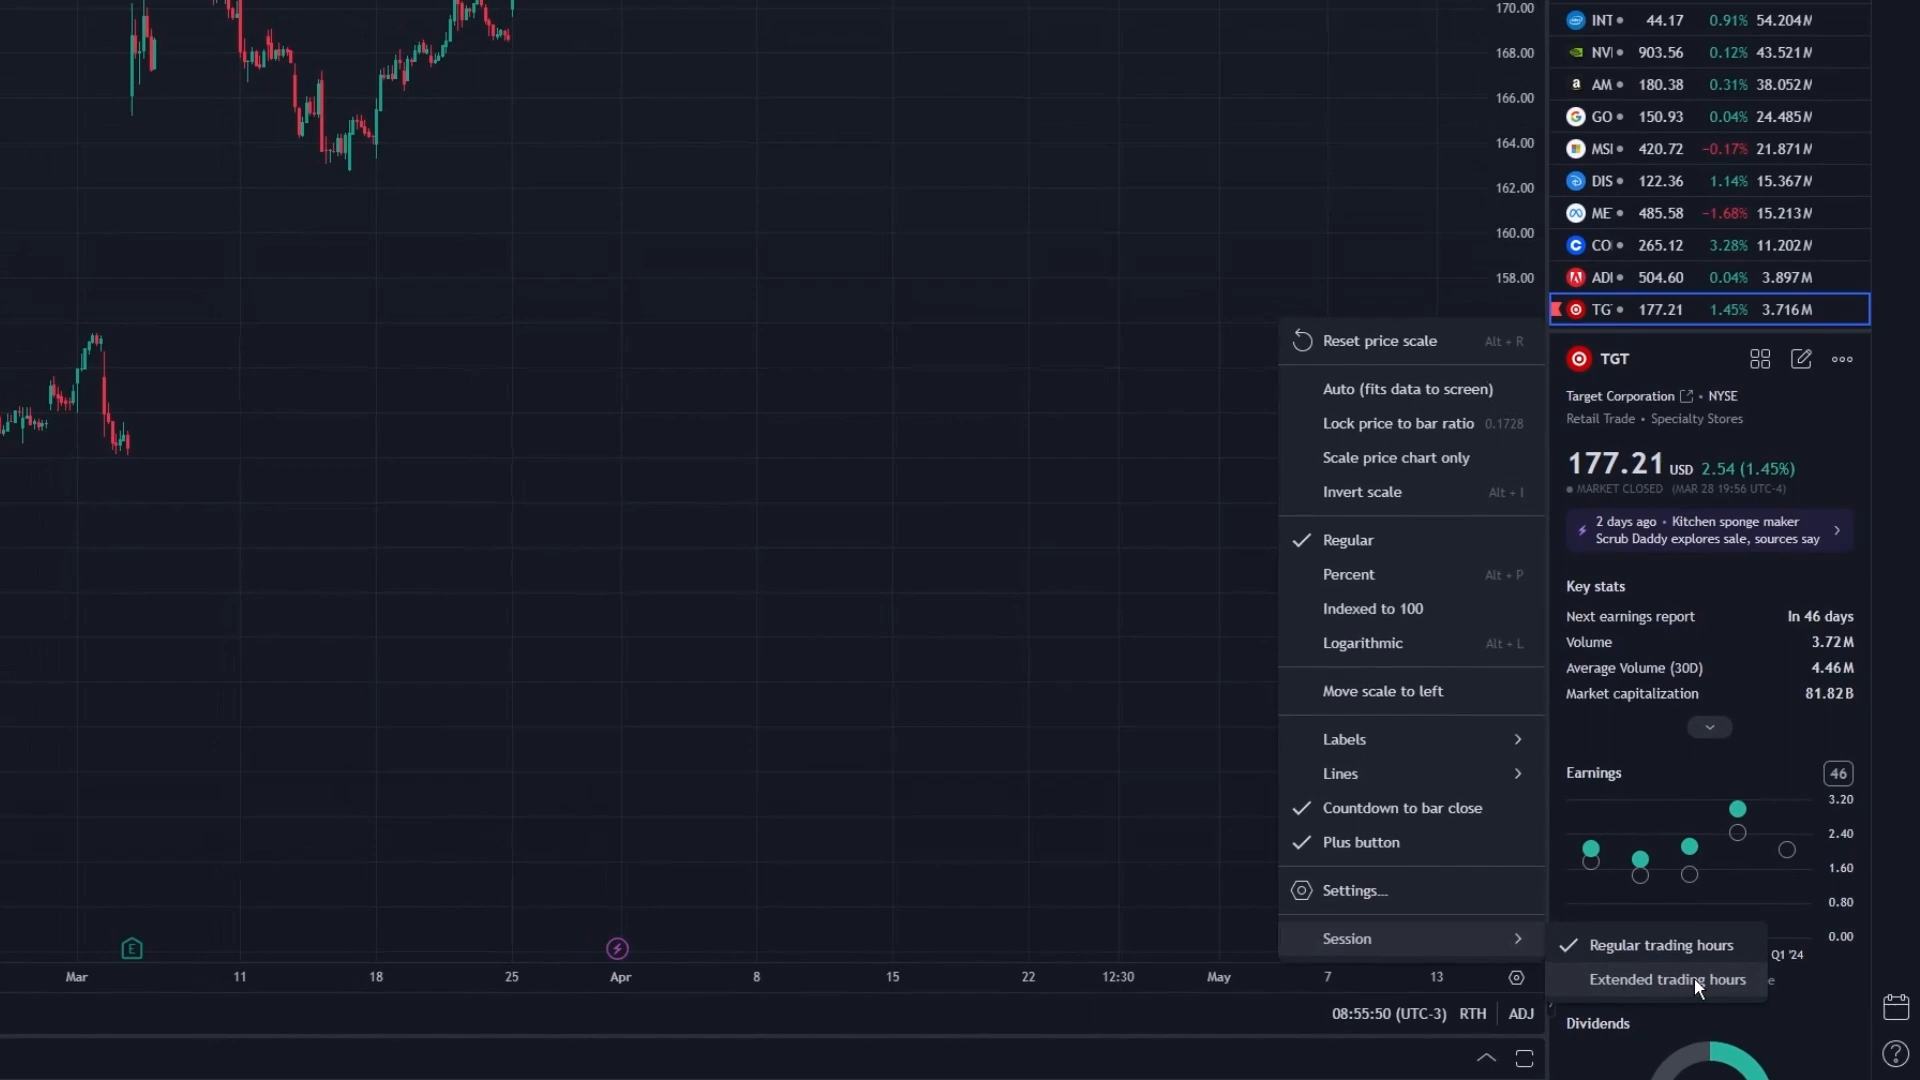 170.00
168.00
166.00
164.00
162.00
160.00
158.00
INT 44.17 0.91% 54.204M
NVI 903.56 0.12% 43.521M
AM 180.38 0.31% 38.052M
GO 150.93 0.04% 24.485M
MSI 420.72 −0.17% 21.871M
DIS 122.36 1.14% 15.367M
ME 485.58 −1.68% 15.213M
CO 265.12 3.28% 11.202M
ADI 504.60 0.04% 3.897M
TG 177.21 1.45% 3.716M
Reset price scale Alt + R
Auto (fits data to screen)
Lock price to bar ratio 0.1728
Scale price chart only
Invert scale Alt + I
Regular
Percent Alt + P
Indexed to 100
Logarithmic Alt + L
Move scale to left
Labels
Lines
Countdown to bar close
Plus button
Settings...
Session
Regular trading hours
Extended trading hours
TGT
Target Corporation • NYSE
Retail Trade • Specialty Stores
177.21 USD 2.54 (1.45%)
MARKET CLOSED (MAR 28 19:56 UTC-4)
2 days ago • Kitchen sponge maker
Scrub Daddy explores sale, sources say
Key stats
Next earnings report In 46 days
Volume 3.72M
Average Volume (30D) 4.46M
Market capitalization 81.82B
Earnings 46
3.20
2.40
1.60
0.80
0.00
Q1 '24
e
Dividends
E
Mar 11 18 25 Apr 8 15 22 12:30 May 7 13
08:55:50 (UTC-3) RTH ADJ